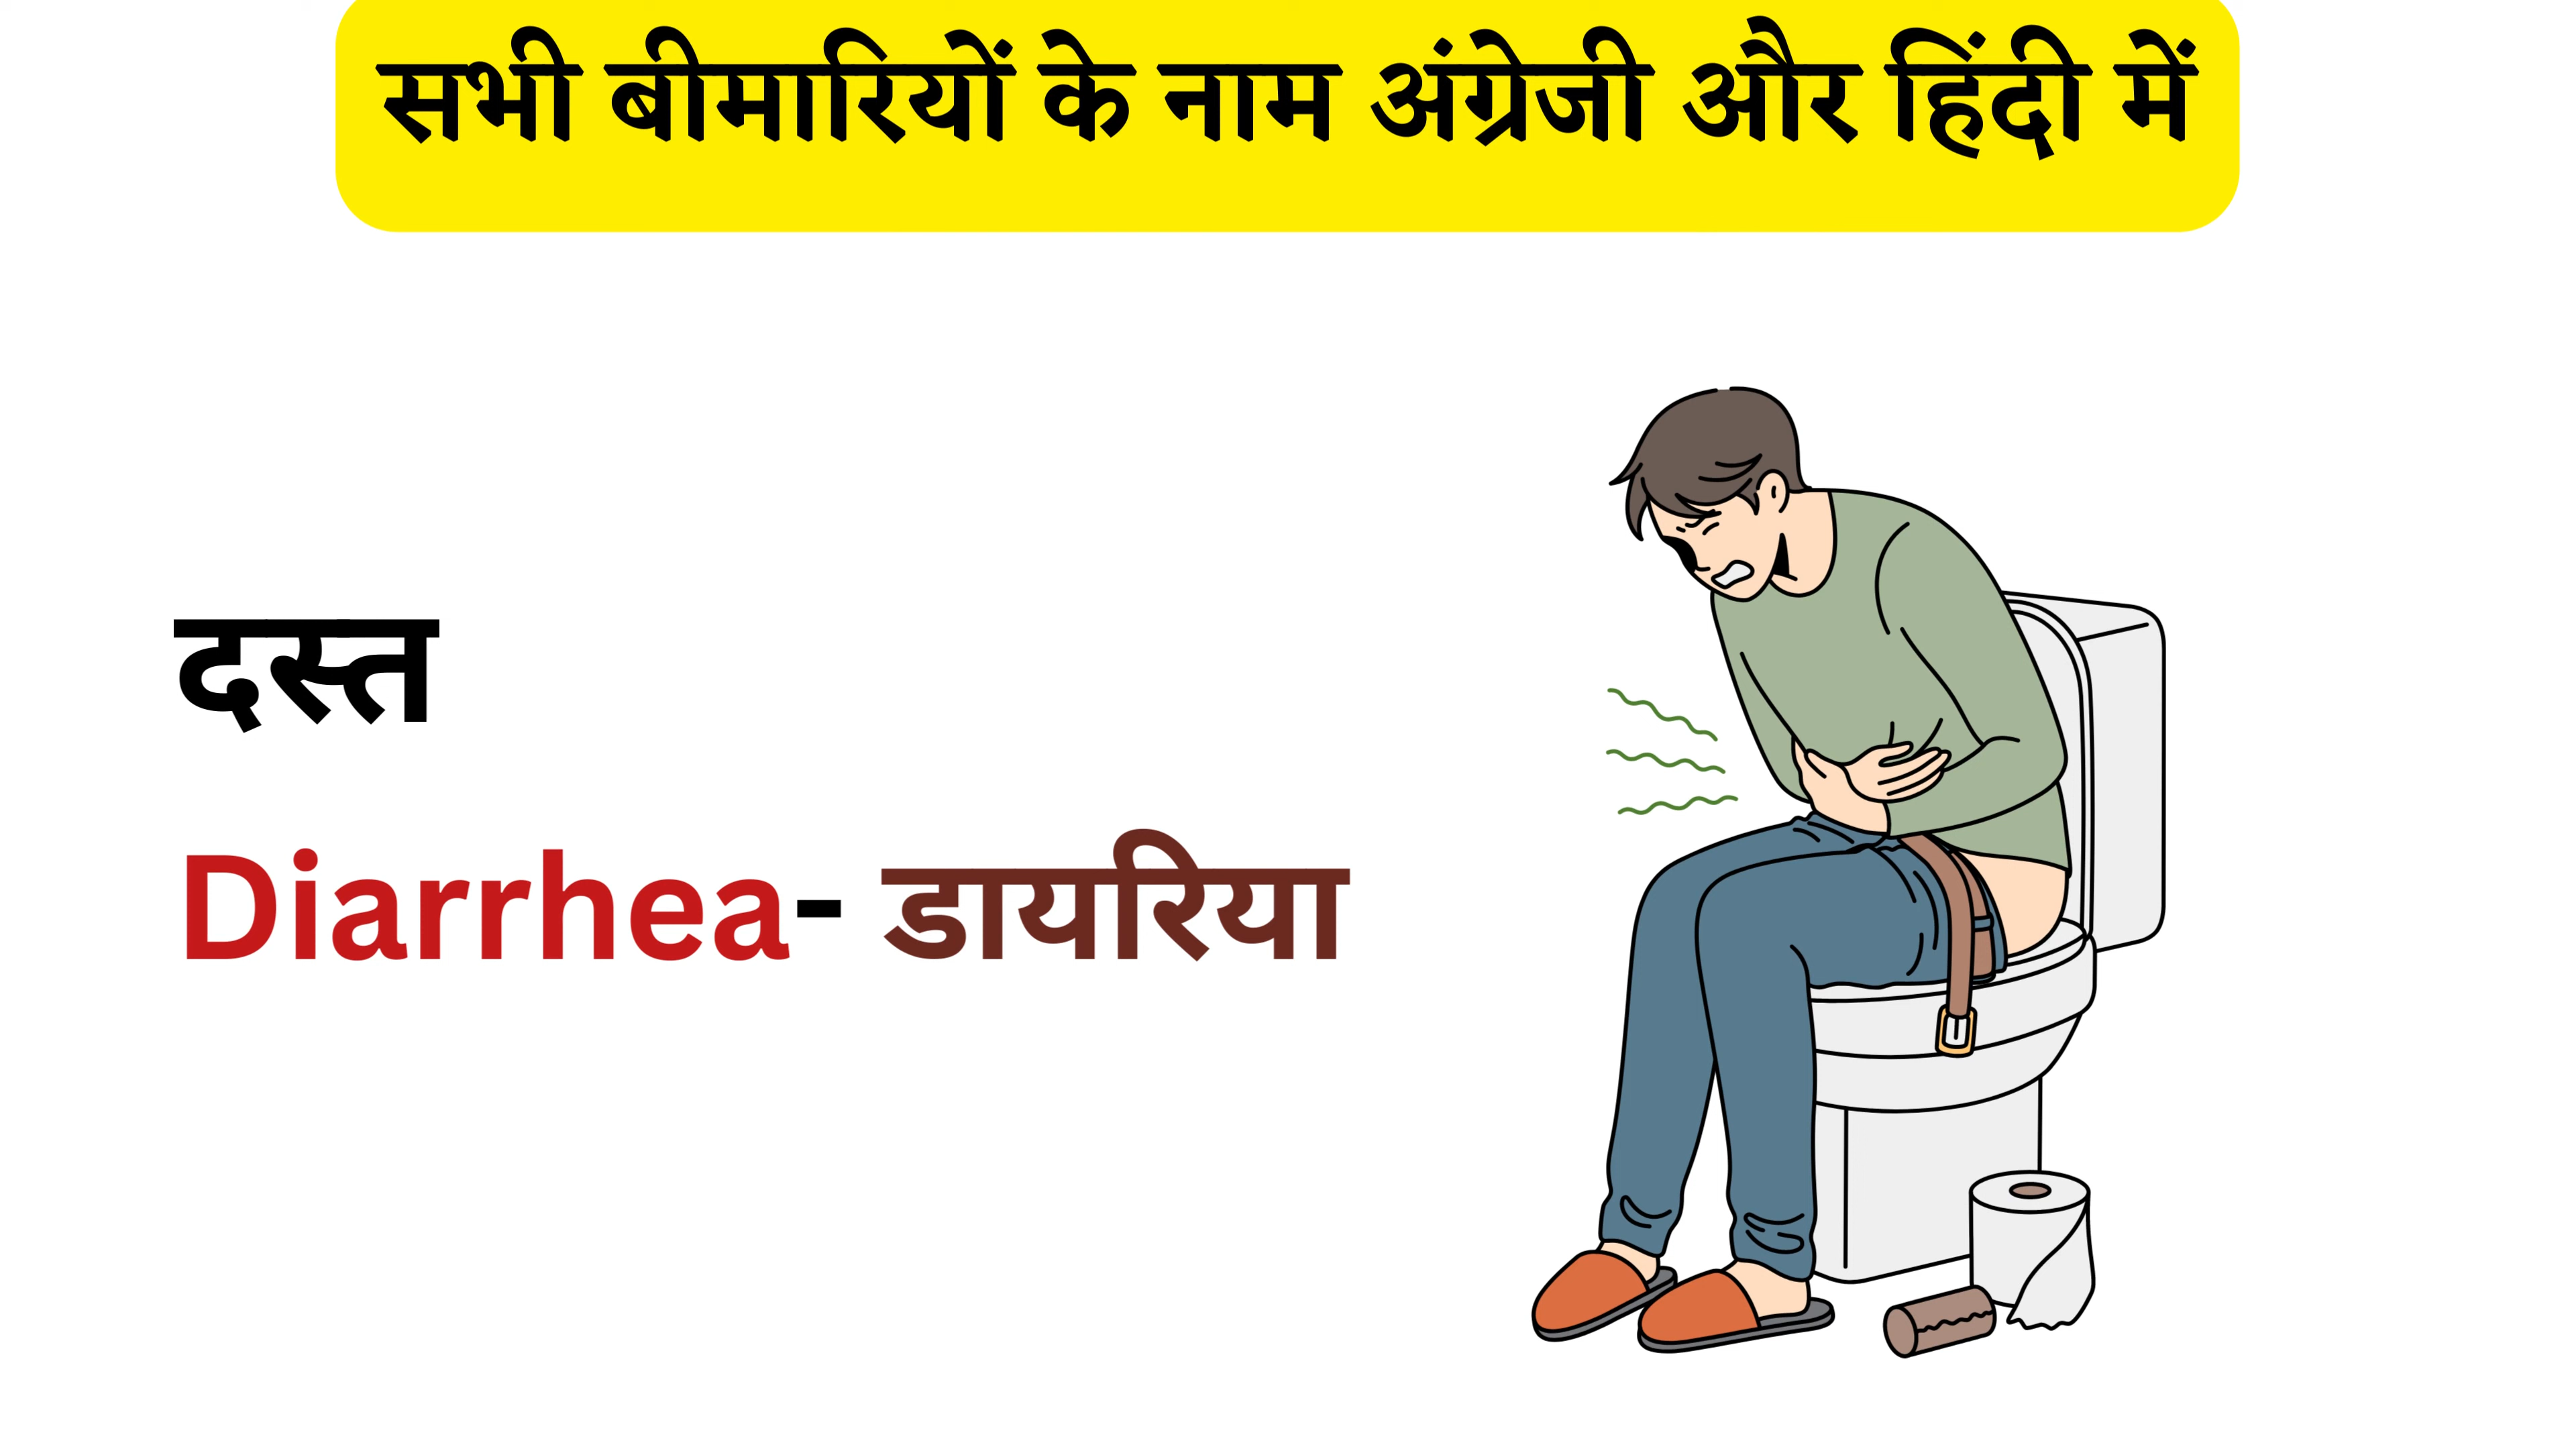 सभी बीमारियों के नाम अंग्रेजी और हिंदी में
दस्त
Diarrhea- डायरिया